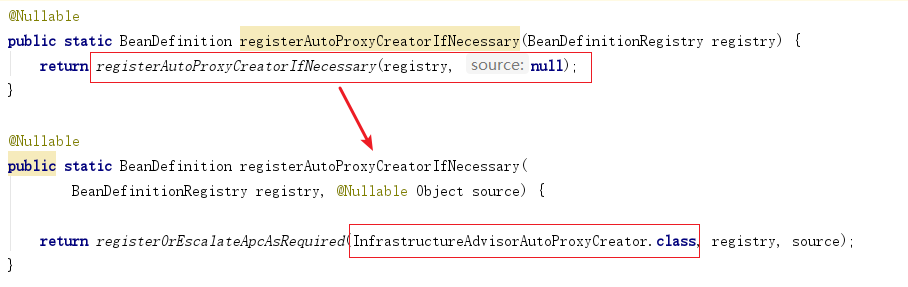 @Nullable
public static BeanDefinition registerAutoProxyCreatorIfNecessary(BeanDefinitionRegistry registry) {
    return registerAutoProxyCreatorIfNecessary(registry, source: null);
}
@Nullable
public static BeanDefinition registerAutoProxyCreatorIfNecessary(
        BeanDefinitionRegistry registry, @Nullable Object source) {
    return registerOrEscalateApcAsRequired(InfrastructureAdvisorAutoProxyCreator.class, registry, source);
}